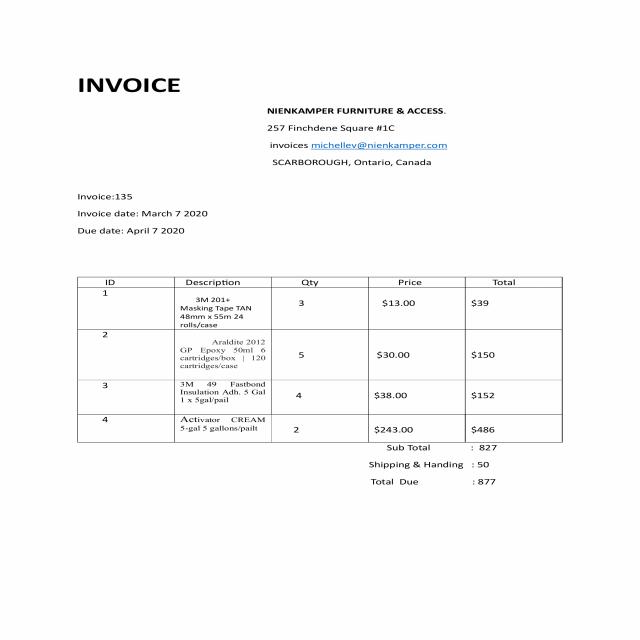 INVOICE
NIENKAMPER FURNITURE & ACCESS.
257 Finchdene Square #1C
invoices michellev@nienkamper.com
SCARBOROUGH, Ontario, Canada
Invoice:135
Invoice date: March 7 2020
Due date: April 7 2020
ID Description Qty Price Total
1
3M 201+
Masking Tape TAN
48mm x 55m 24
rolls/case
3 $13.00 $39
2
Araldite 2012
GP Epoxy 50ml 6
cartridges/box | 120
cartridges/case
5 $30.00 $150
3
3M 49 Fastbond
Insulation Adh. 5 Gal
1 x 5gal/pail
4 $38.00 $152
4
Activator CREAM
5-gal 5 gallons/pailt
2 $243.00 $486
Sub Total : 827
Shipping & Handing : 50
Total Due : 877